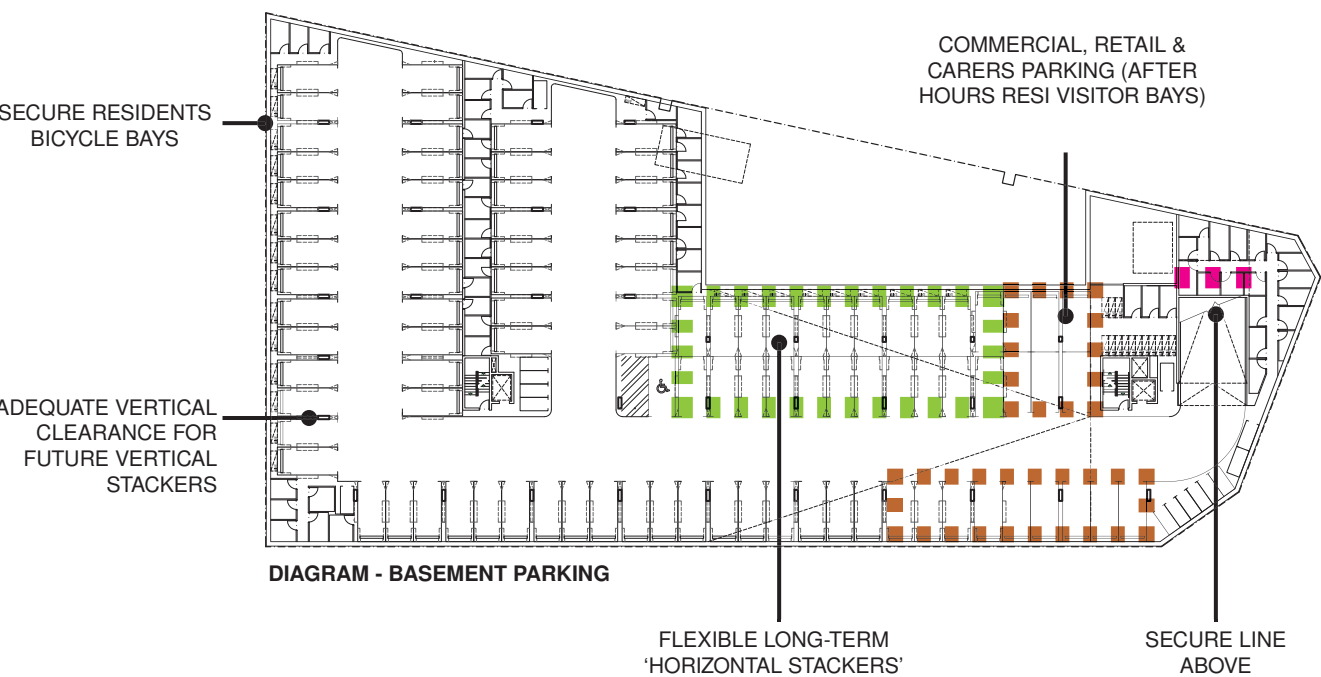 COMMERCIAL, RETAIL &
CARERS PARKING (AFTER
HOURS RESI VISITOR BAYS)
SECURE RESIDENTS
BICYCLE BAYS
ADEQUATE VERTICAL
CLEARANCE FOR
FUTURE VERTICAL
STACKERS
DIAGRAM - BASEMENT PARKING
FLEXIBLE LONG-TERM
‘HORIZONTAL STACKERS’
SECURE LINE
ABOVE